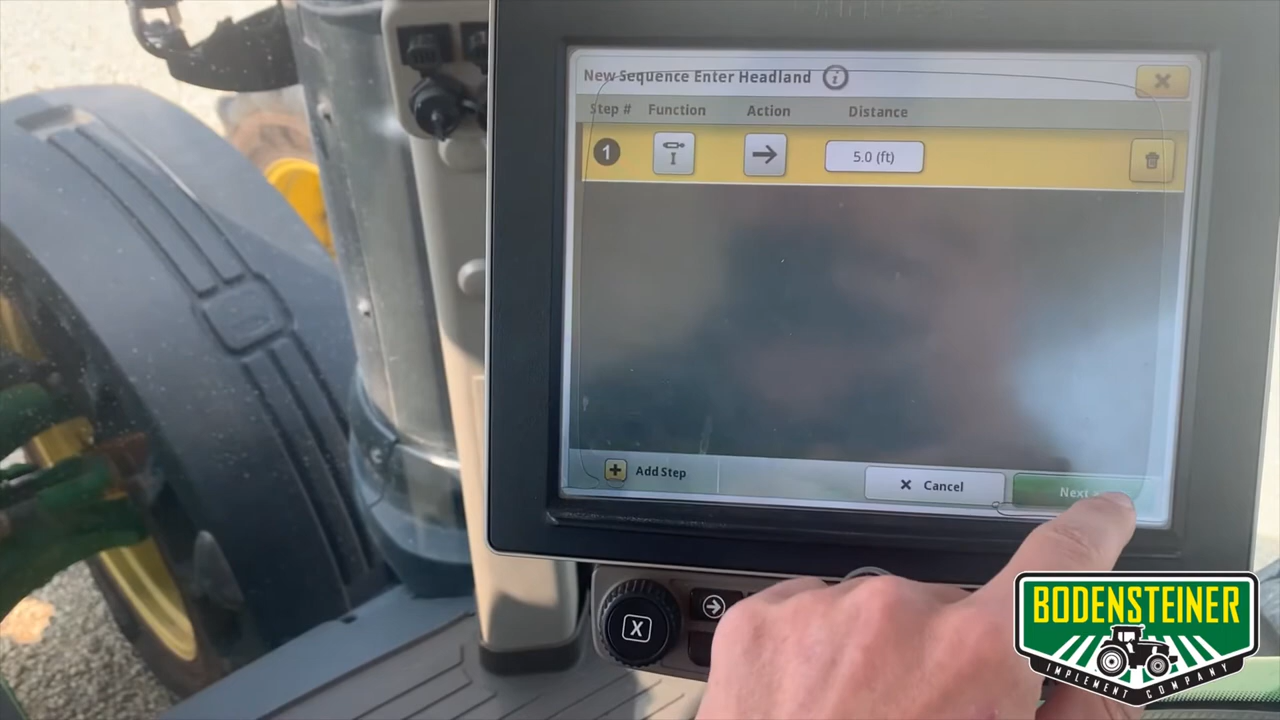 New Sequence Enter Headland i
Step # Function Action Distance
1 5.0 (ft)
Add Step
Cancel
Next
X
BODENSTEINER
IMPLEMENT COMPANY